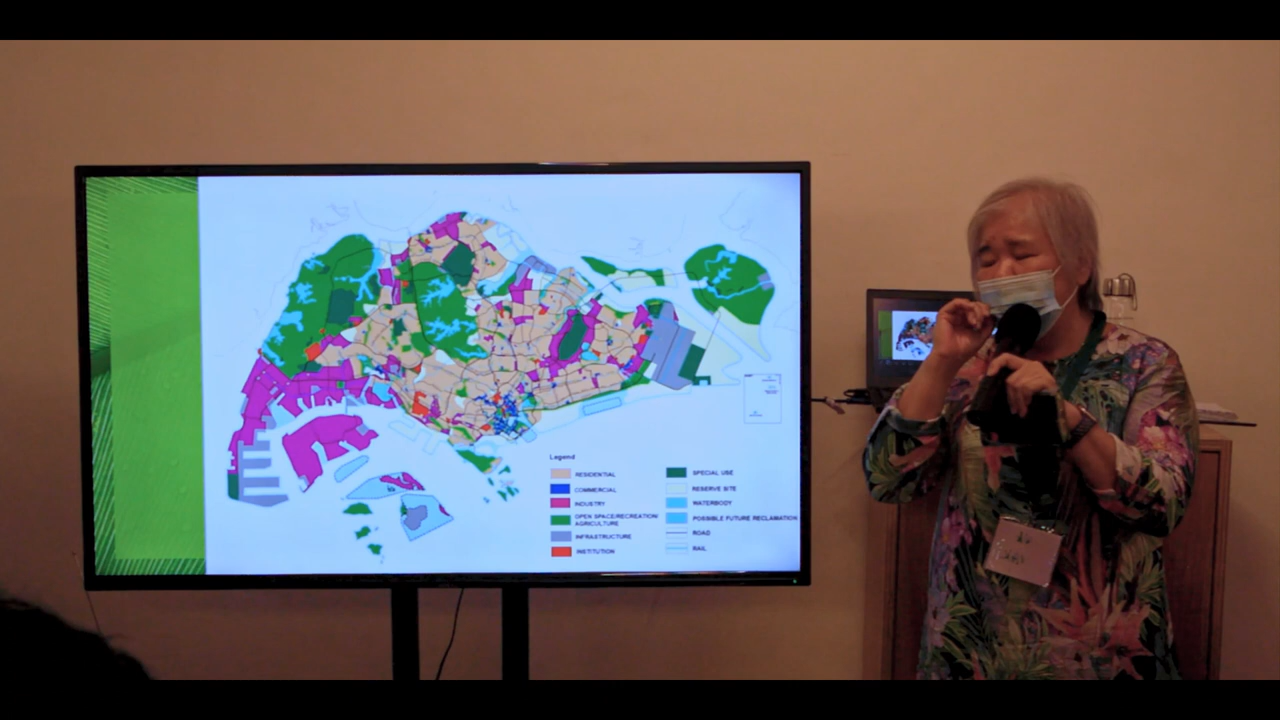 Legend
RESIDENTIAL
COMMERCIAL
INDUSTRY
OPEN SPACE/RECREATION/
AGRICULTURE
INFRASTRUCTURE
INSTITUTION
SPECIAL USE
RESERVE SITE
WATERBODY
POSSIBLE FUTURE RECLAMATION
ROAD
RAIL